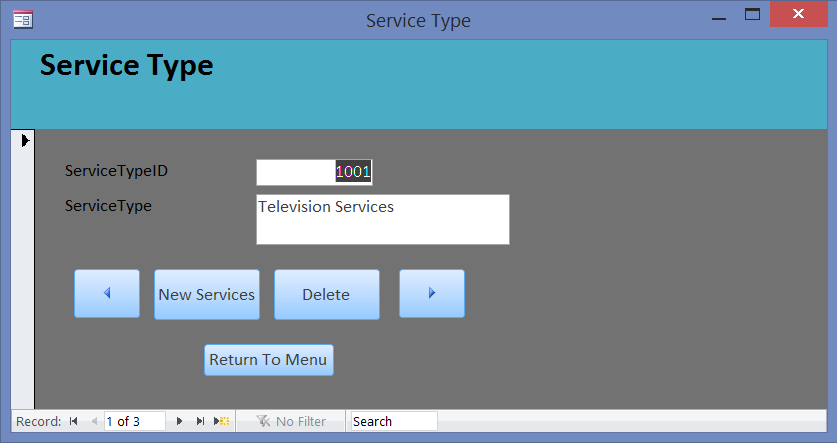 Service Type
Service Type
ServiceTypeID 1001
ServiceType Television Services
New Services Delete
Return To Menu
Record: 1 of 3 No Filter Search